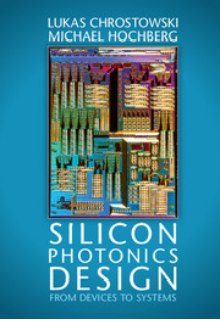 LUKAS CHROSTOWSKI
MICHAEL HOCHBERG
SILICON
PHOTONICS
DESIGN
FROM DEVICES TO SYSTEMS